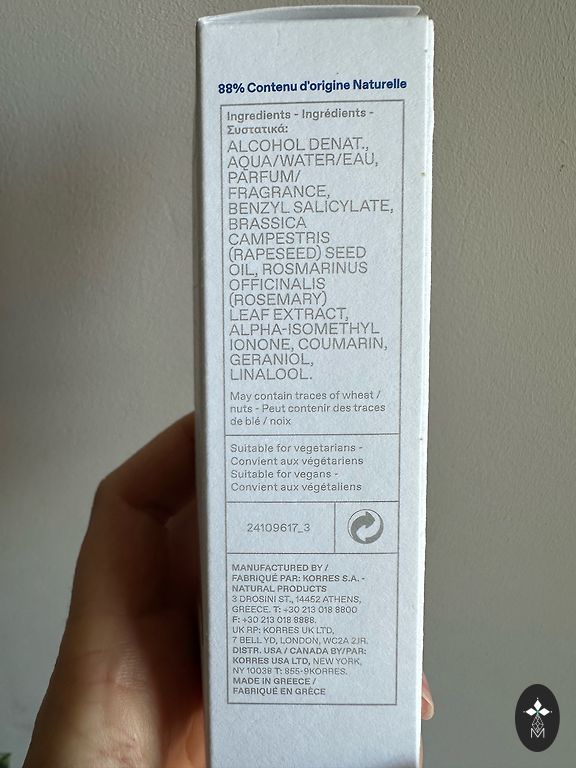 88% Contenu d'origine Naturelle
Ingredients - Ingrédients -
Συστατικά:
ALCOHOL DENAT.,
AQUA/WATER/EAU,
PARFUM/
FRAGRANCE,
BENZYL SALICYLATE,
BRASSICA
CAMPESTRIS
(RAPESEED) SEED
OIL, ROSMARINUS
OFFICINALIS
(ROSEMARY)
LEAF EXTRACT,
ALPHA-ISOMETHYL
IONONE, COUMARIN,
GERANIOL,
LINALOOL.
May contain traces of wheat /
nuts - Peut contenir des traces
de blé / noix
Suitable for vegetarians -
Convient aux végétariens
Suitable for vegans -
Convient aux végétaliens
24109617_3
MANUFACTURED BY /
FABRIQUÉ PAR: KORRES S.A. -
NATURAL PRODUCTS
3 DROSINI ST., 14452 ATHENS,
GREECE. T: +30 213 018 8800
F: +30 213 018 8888.
UK RP: KORRES UK LTD,
7 BELL YD, LONDON, WC2A 2JR.
DISTR. USA / CANADA BY/PAR:
KORRES USA LTD, NEW YORK,
NY 10038 T: 855-9KORRES.
MADE IN GREECE /
FABRIQUÉ EN GRÈCE